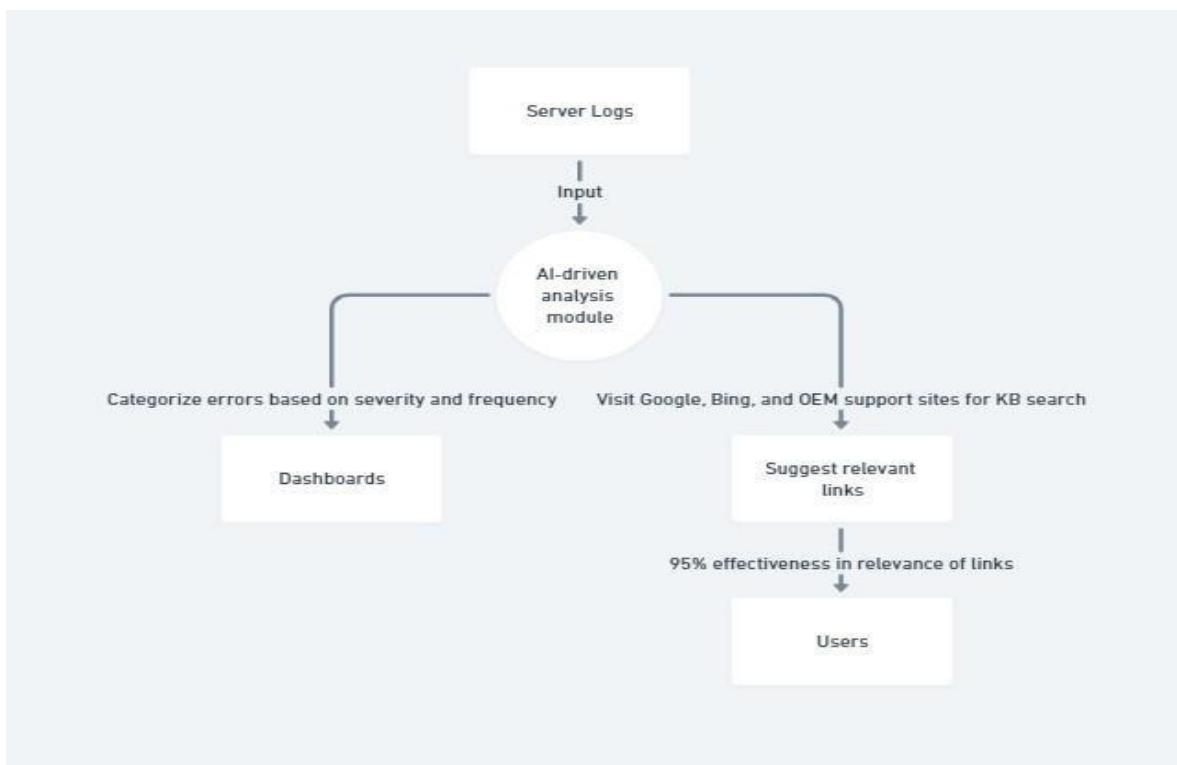 Server Logs
Input
AI-driven
analysis
module
Categorize errors based on severity and frequency
Visit Google, Bing, and OEM support sites for KB search
Dashboards
Suggest relevant
links
95% effectiveness in relevance of links
Users